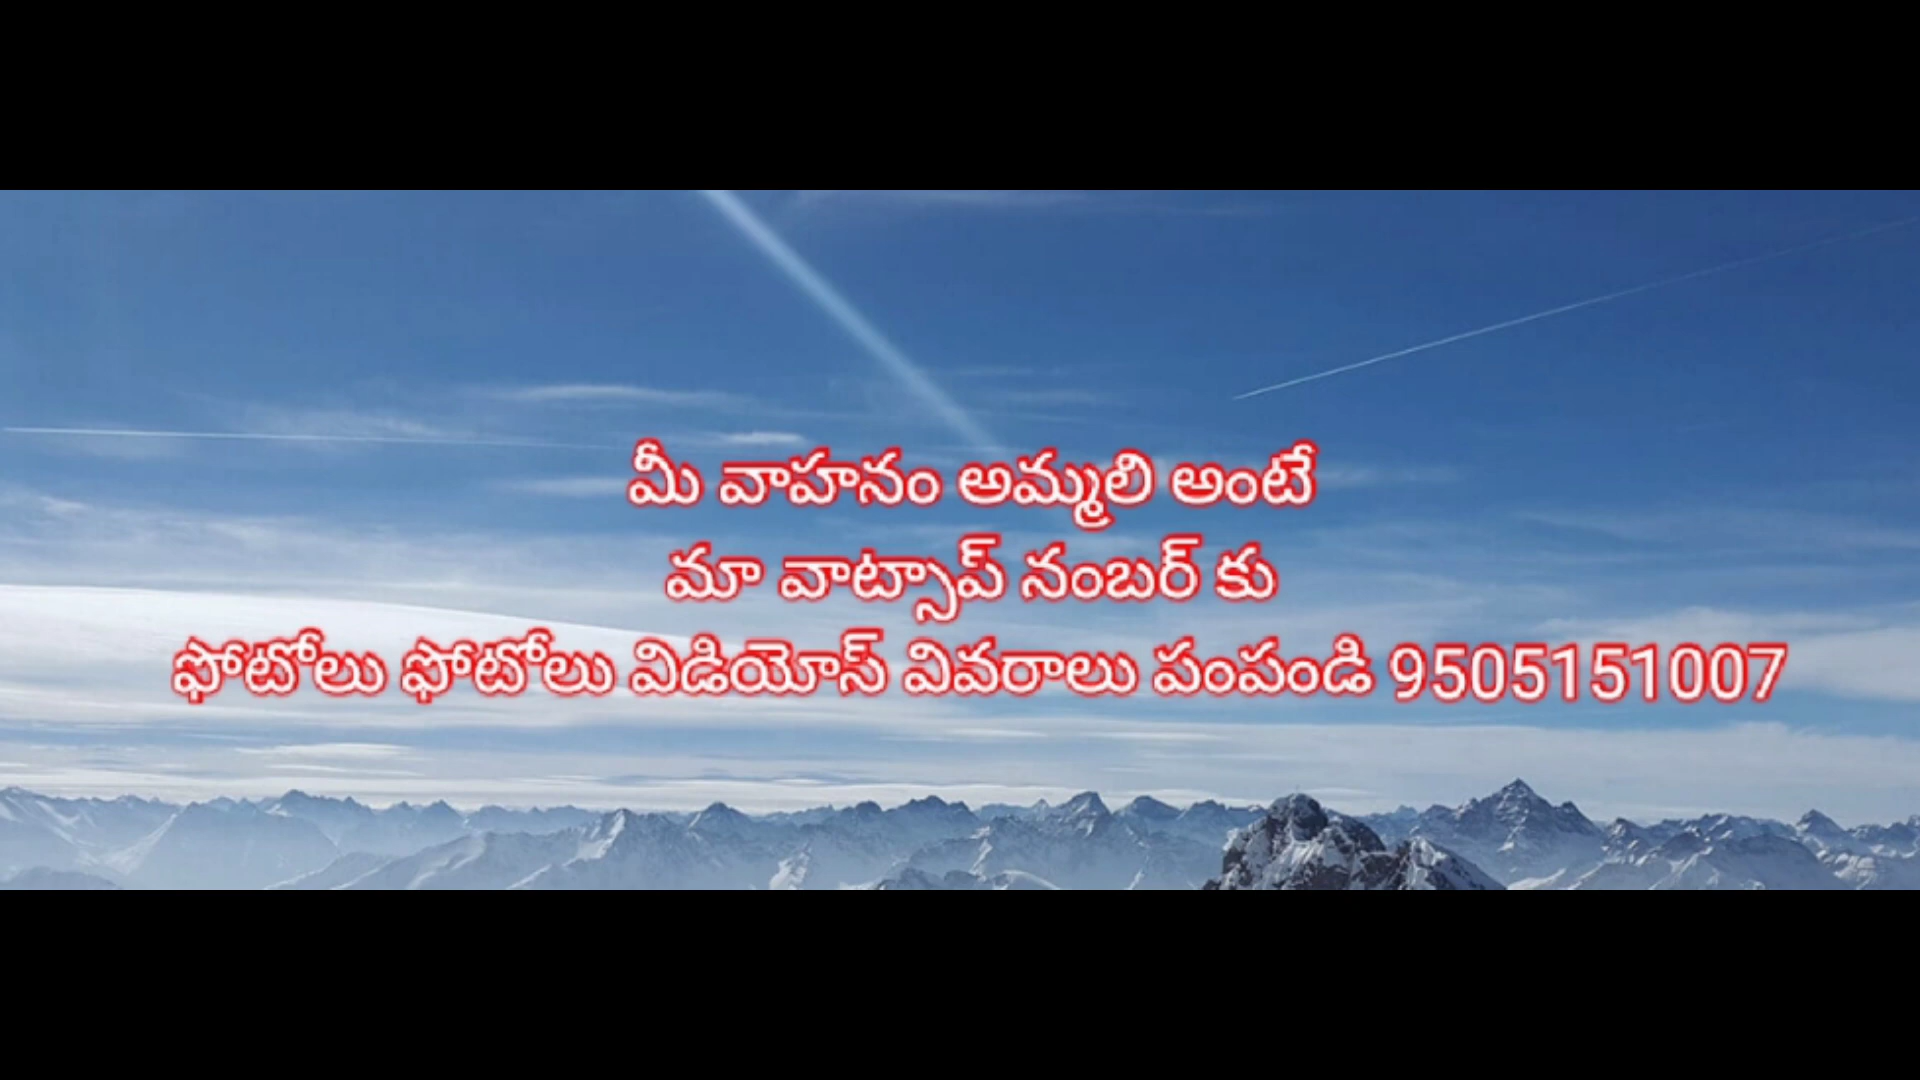 మీ వాహనం అమ్మలి అంటే
మా వాట్సాప్ నంబర్ కు
ఫోటోలు ఫోటోలు విడియోస్ వివరాలు పంపండి 9505151007